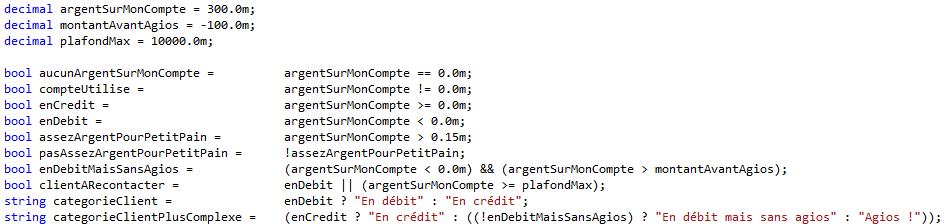 decimal argentSurMonCompte = 300.0m;
decimal montantAvantAgios = -100.0m;
decimal plafondMax = 10000.0m;
bool aucunArgentSurMonCompte = argentSurMonCompte == 0.0m;
bool compteUtilise = argentSurMonCompte != 0.0m;
bool enCredit = argentSurMonCompte >= 0.0m;
bool enDebit = argentSurMonCompte < 0.0m;
bool assezArgentPourPetitPain = argentSurMonCompte > 0.15m;
bool pasAssezArgentPourPetitPain = !assezArgentPourPetitPain;
bool enDebitMaisSansAgios = (argentSurMonCompte < 0.0m) && (argentSurMonCompte > montantAvantAgios);
bool clientARecontacter = enDebit || (argentSurMonCompte >= plafondMax);
string categorieClient = enDebit ? "En débit" : "En crédit";
string categorieClientPlusComplexe = (enCredit ? "En crédit" : ((!enDebitMaisSansAgios) ? "En débit mais sans agios" : "Agios !"));